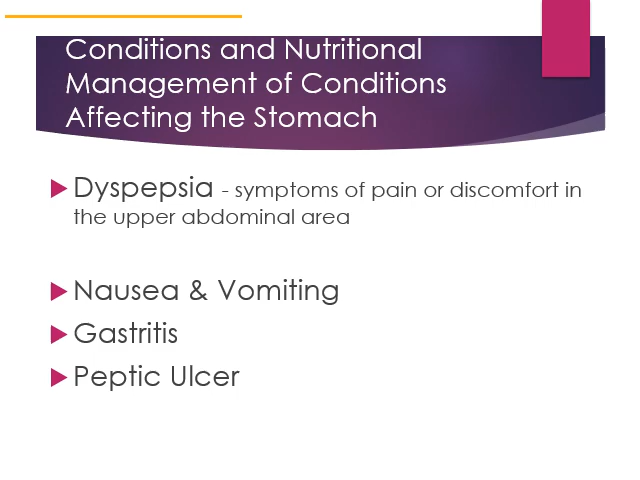 Conditions and Nutritional
Management of Conditions
Affecting the Stomach
Dyspepsia - symptoms of pain or discomfort in
the upper abdominal area
Nausea & Vomiting
Gastritis
Peptic Ulcer